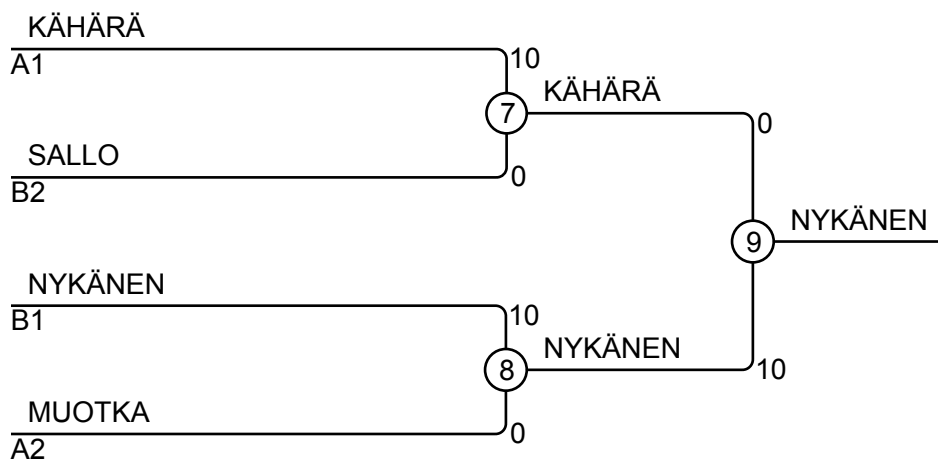 KÄHÄRÄ
A1
10
7
KÄHÄRÄ
0
SALLO
B2
0
9
NYKÄNEN
NYKÄNEN
B1
10
8
NYKÄNEN
10
MUOTKA
A2
0